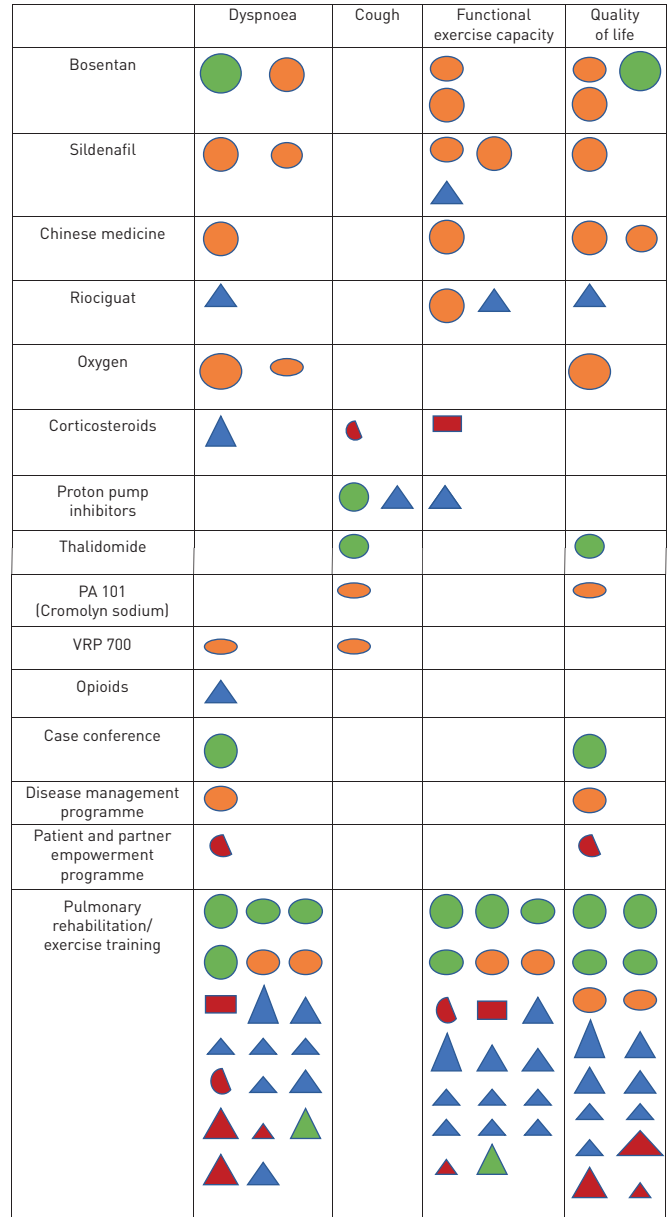 Dyspnoea
Cough
Functional
exercise capacity
Quality
of life
Bosentan
Sildenafil
Chinese medicine
Riociguat
Oxygen
Corticosteroids
Proton pump
inhibitors
Thalidomide
PA 101
(Cromolyn sodium)
VRP 700
Opioids
Case conference
Disease management
programme
Patient and partner
empowerment
programme
Pulmonary
rehabilitation/
exercise training